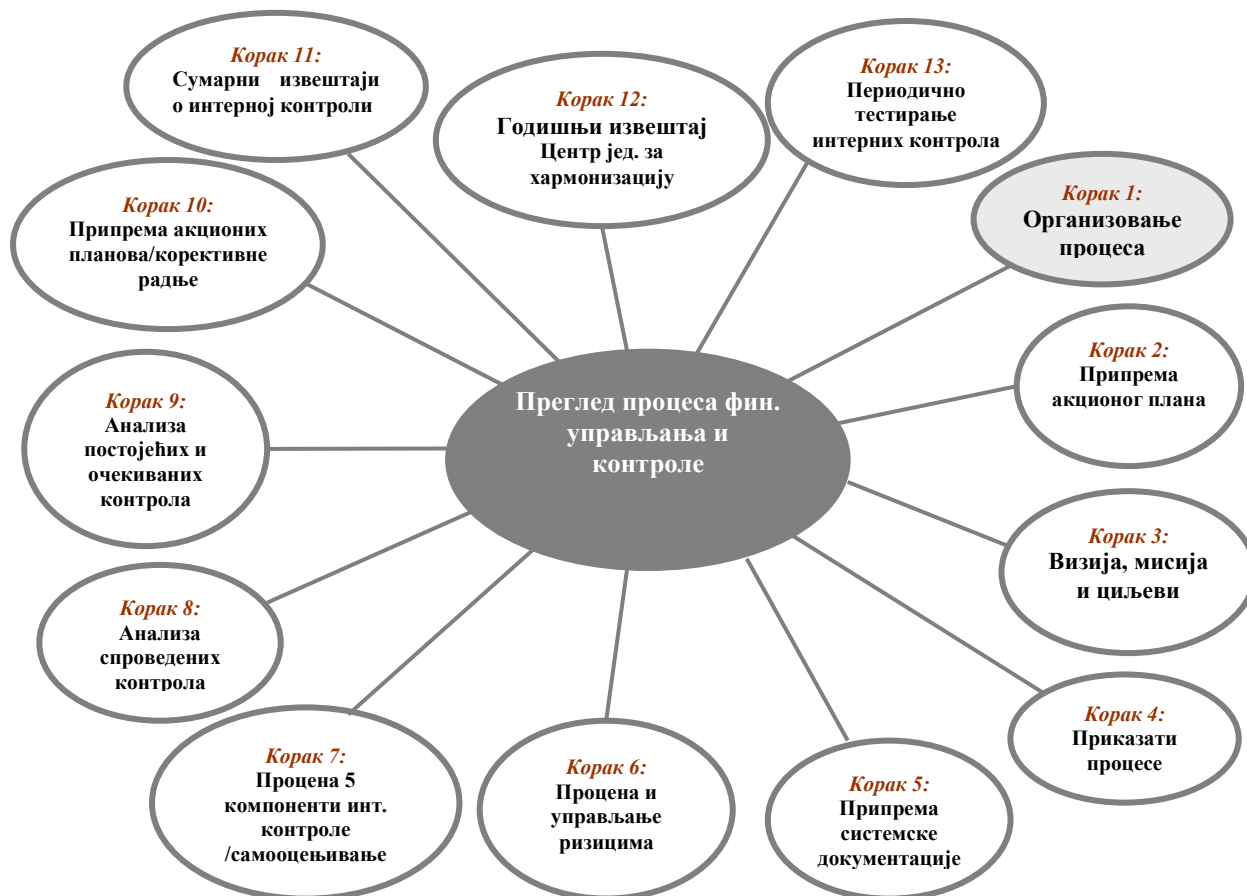 Корак 11:
Сумарни извештаји
о интерној контроли
Корак 12:
Годишњи извештај
Центр јед. за
хармонизацију
Корак 13:
Периодично
тестирање
интерних контрола
Корак 1:
Организовање
процеса
Корак 10:
Припрема акционих
планова/корективне
радње
Корак 2:
Припрема
акционог плана
Преглед процеса фин.
управљања и
контроле
Корак 9:
Анализа
постојећих и
очекиваних
контрола
Корак 3:
Визија, мисија
и циљеви
Корак 8:
Анализа
спроведених
контрола
Корак 4:
Приказати
процесе
Корак 7:
Процена 5
компоненти инт.
контроле
/самооцењивање
Корак 6:
Процена и
управљање
ризицима
Корак 5:
Припрема
системске
документације